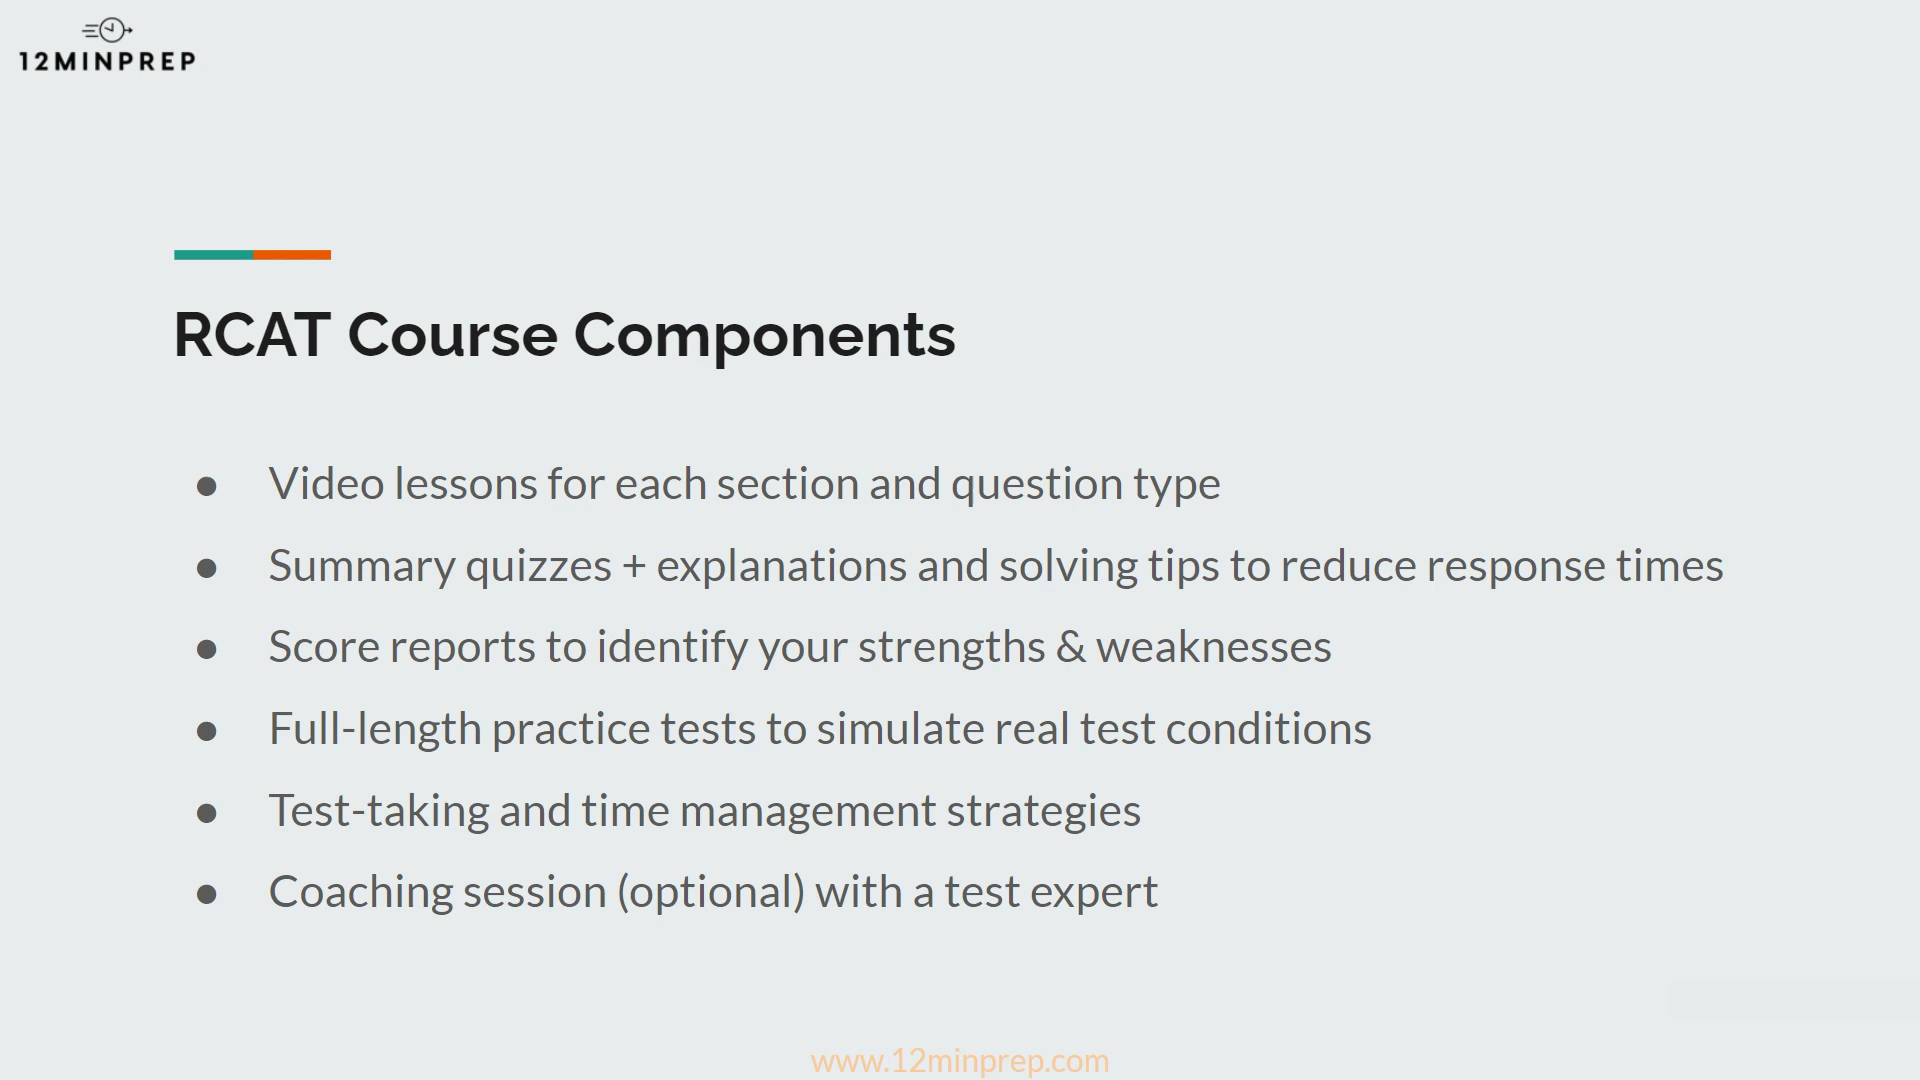 12MINPREP
RCAT Course Components
● Video lessons for each section and question type
● Summary quizzes + explanations and solving tips to reduce response times
● Score reports to identify your strengths & weaknesses
● Full-length practice tests to simulate real test conditions
● Test-taking and time management strategies
● Coaching session (optional) with a test expert
www.12minprep.com